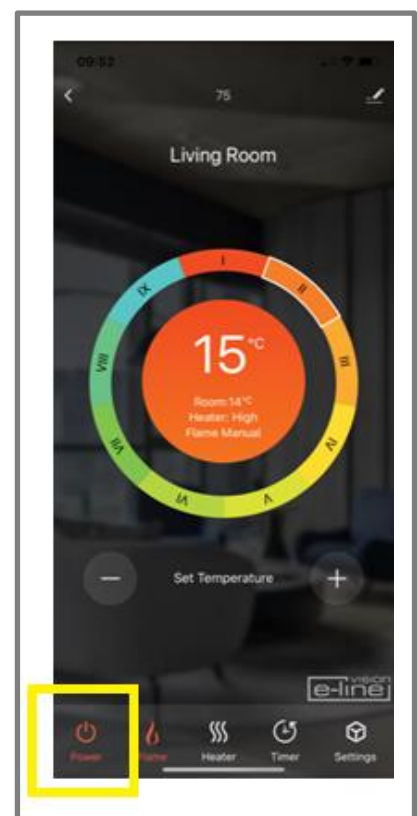 09:52
75
Living Room
I
II
III
IV
V
VI
VII
VIII
IX
15°C
Room:14°C
Heater: High
Flame Manual
Set Temperature
e-line vision
Power Flame Heater Timer Settings